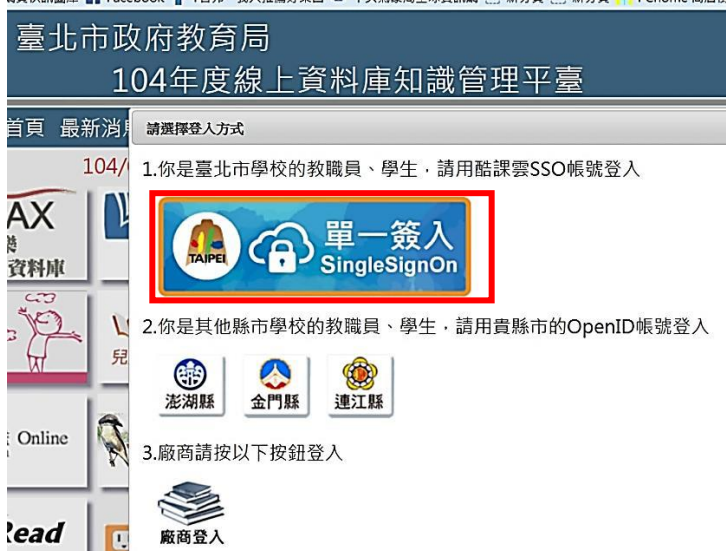 臺北市政府教育局
104年度線上資料庫知識管理平臺
首頁 最新消
請選擇登入方式
104/
1.你是臺北市學校的教職員、學生,請用酷課雲SSO帳號登入
AX
資料庫
TAIPEI
單一簽入
SingleSignOn
2.你是其他縣市學校的教職員、學生,請用貴縣市的OpenID帳號登入
兒
澎湖縣 金門縣 連江縣
Online
3.廠商請按以下按鈕登入
Read
廠商登入